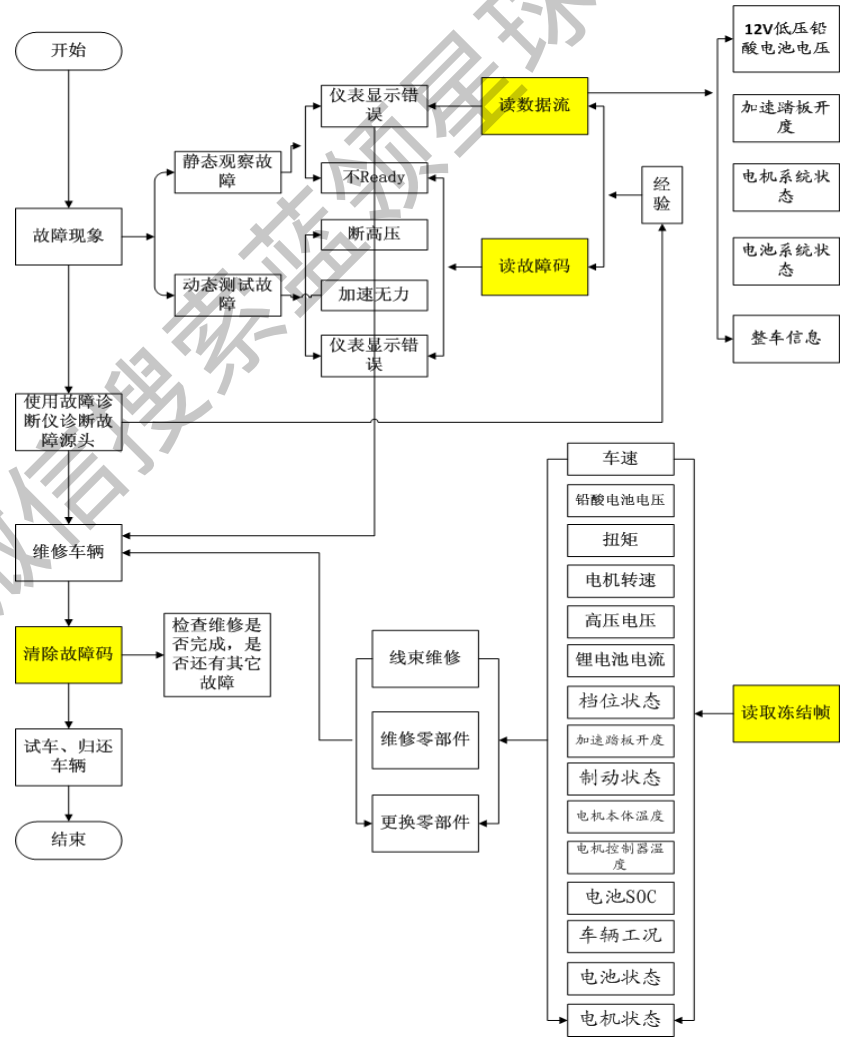 开始
故障现象
使用故障诊
断仪诊断故
障源头
维修车辆
清除故障码
试车、归还
车辆
结束
检查维修是
否完成，是
否还有其它
故障
静态观察故
障
动态测试故
障
仪表显示错
误
不Ready
断高压
加速无力
仪表显示错
误
读数据流
读故障码
经
验
12V低压铅
酸电池电压
加速踏板开
度
电机系统状
态
电池系统状
态
整车信息
线束维修
维修零部件
更换零部件
车速
铅酸电池电压
扭矩
电机转速
高压电压
锂电池电流
档位状态
加速踏板开度
制动状态
电机本体温度
电机控制器温
度
电池SOC
车辆工况
电池状态
电机状态
读取冻结帧
微信搜索蓝领星球